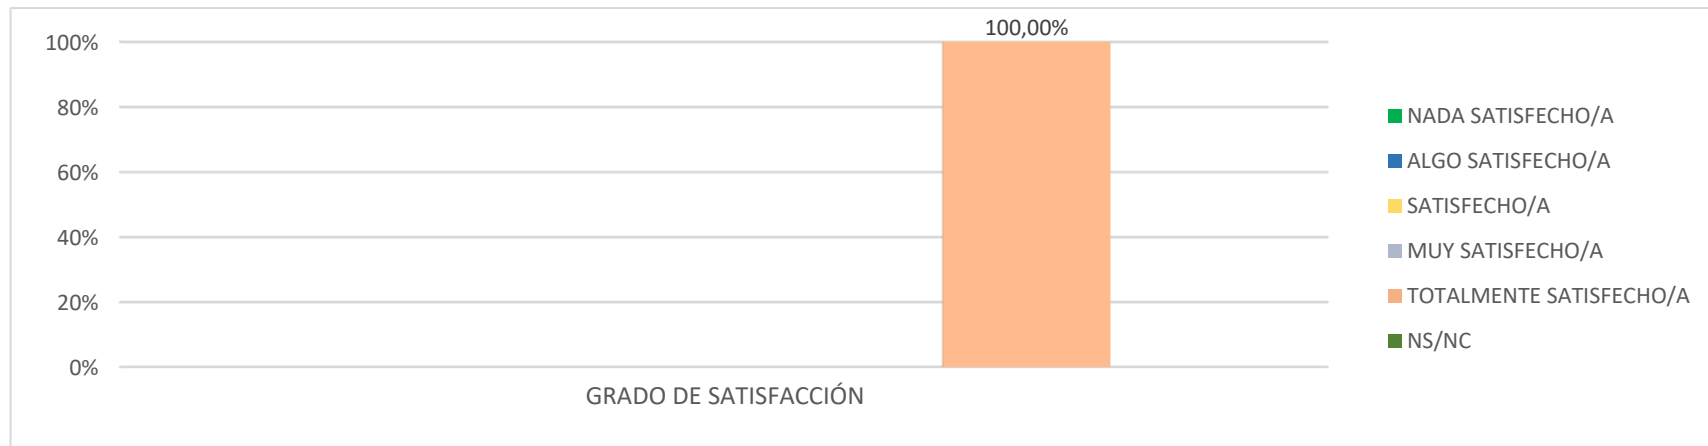 100,00%
100%
80%
60%
40%
20%
0%
GRADO DE SATISFACCIÓN
NADA SATISFECHO/A
ALGO SATISFECHO/A
SATISFECHO/A
MUY SATISFECHO/A
TOTALMENTE SATISFECHO/A
NS/NC